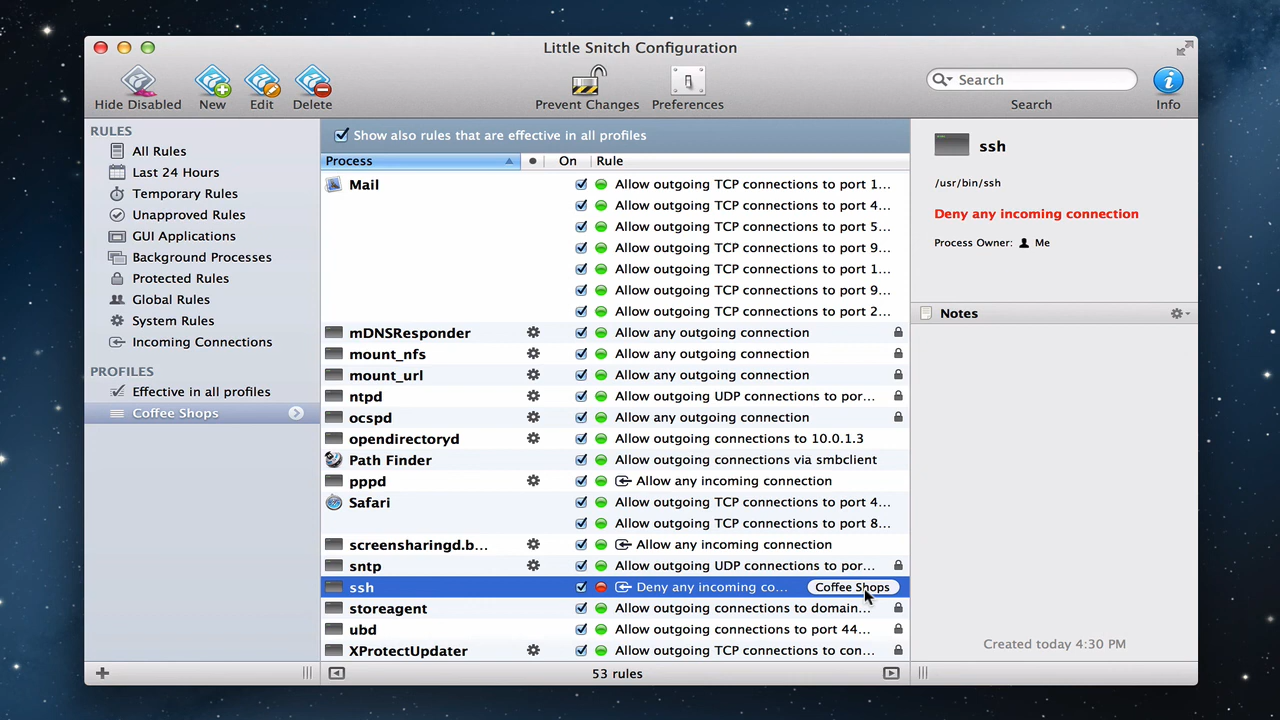 Little Snitch Configuration
Hide Disabled
New
Edit
Delete
Prevent Changes
Preferences
Search
Search
Info
RULES
All Rules
Last 24 Hours
Temporary Rules
Unapproved Rules
GUI Applications
Background Processes
Protected Rules
Global Rules
System Rules
Incoming Connections
PROFILES
Effective in all profiles
Coffee Shops
Show also rules that are effective in all profiles
Process On Rule
Mail Allow outgoing TCP connections to port 1...
Allow outgoing TCP connections to port 4...
Allow outgoing TCP connections to port 5...
Allow outgoing TCP connections to port 9...
Allow outgoing TCP connections to port 1...
Allow outgoing TCP connections to port 9...
Allow outgoing TCP connections to port 2...
mDNSResponder Allow any outgoing connection
mount_nfs Allow any outgoing connection
mount_url Allow any outgoing connection
ntpd Allow outgoing UDP connections to por...
ocspd Allow any outgoing connection
opendirectoryd Allow outgoing connections to 10.0.1.3
Path Finder Allow outgoing connections via smbclient
pppd Allow any incoming connection
Safari Allow outgoing TCP connections to port 4...
Allow outgoing TCP connections to port 8...
screensharingd.b... Allow any incoming connection
sntp Allow outgoing UDP connections to por...
ssh Deny any incoming co... Coffee Shops
storeagent Allow outgoing connections to domain...
ubd Allow outgoing connections to port 44...
XProtectUpdater Allow outgoing TCP connections to con...
53 rules
ssh
/usr/bin/ssh
Deny any incoming connection
Process Owner: Me
Notes
Created today 4:30 PM